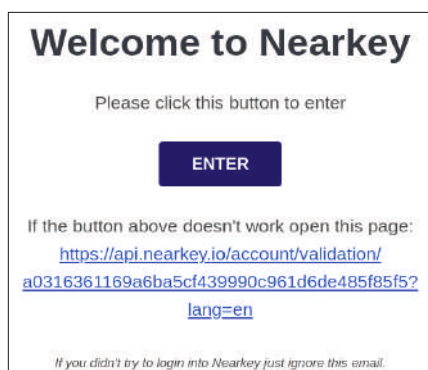 Welcome to Nearkey
Please click this button to enter
ENTER
If the button above doesn't work open this page:
https://api.nearkey.io/account/validation/
a0316361169a6ba5cf439990c961d6de485f85f5?
lang=en
If you didn't try to login into Nearkey just ignore this email.